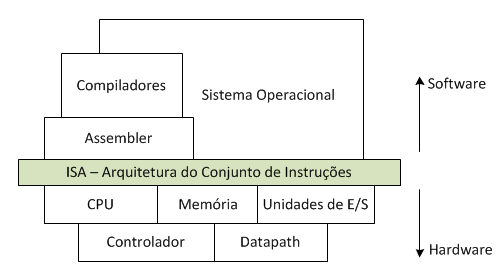 Compiladores
Sistema Operacional
Software
Assembler
ISA – Arquitetura do Conjunto de Instruções
CPU
Memória
Unidades de E/S
Controlador
Datapath
Hardware